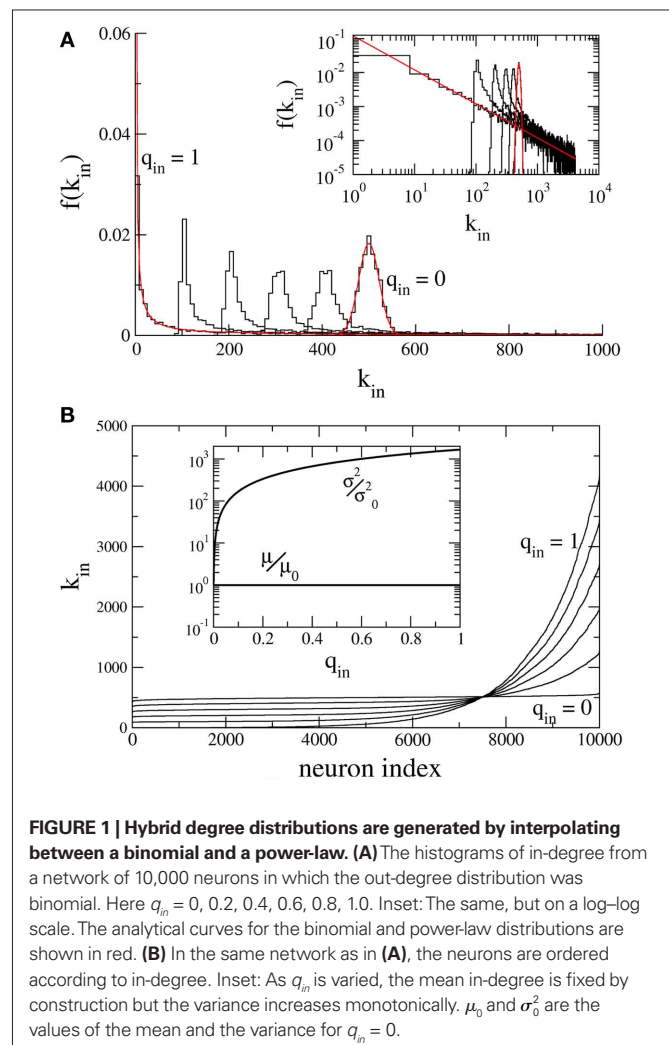 A
0.06
0.04
0.02
0
f(k_in)
q_in = 1
q_in = 0
0
200
400
600
800
1000
k_in
10^-1
10^-2
10^-3
10^-4
10^-5
f(k_in)
10^0
10^1
10^2
10^3
10^4
k_in
B
5000
4000
3000
2000
1000
0
k_in
q_in = 1
q_in = 0
0
2000
4000
6000
8000
10000
neuron index
10^3
10^2
10^1
10^0
10^-1
σ^2/σ^2_0
μ/μ_0
0
0.2
0.4
0.6
0.8
1
q_in
FIGURE 1 | Hybrid degree distributions are generated by interpolating
between a binomial and a power-law. (A) The histograms of in-degree from
a network of 10,000 neurons in which the out-degree distribution was
binomial. Here q_in = 0, 0.2, 0.4, 0.6, 0.8, 1.0. Inset: The same, but on a log–log
scale. The analytical curves for the binomial and power-law distributions are
shown in red. (B) In the same network as in (A), the neurons are ordered
according to in-degree. Inset: As q_in is varied, the mean in-degree is fixed by
construction but the variance increases monotonically. μ_0 and σ_0^2 are the
values of the mean and the variance for q_in = 0.